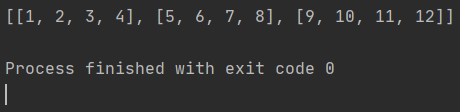 [[1, 2, 3, 4], [5, 6, 7, 8], [9, 10, 11, 12]]
Process finished with exit code 0